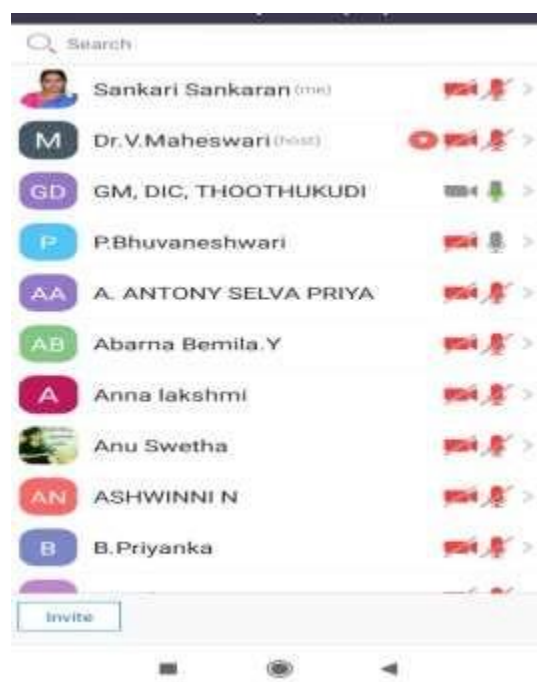 Search
Sankari Sankaran (me)
M Dr.V.Maheswari (host)
GD GM, DIC, THOOTHUKUDI
P P.Bhuvaneshwari
AA A. ANTONY SELVA PRIYA
AB Abarna Bemila.Y
A Anna lakshmi
Anu Swetha
AN ASHWINNI N
B B.Priyanka
Invite